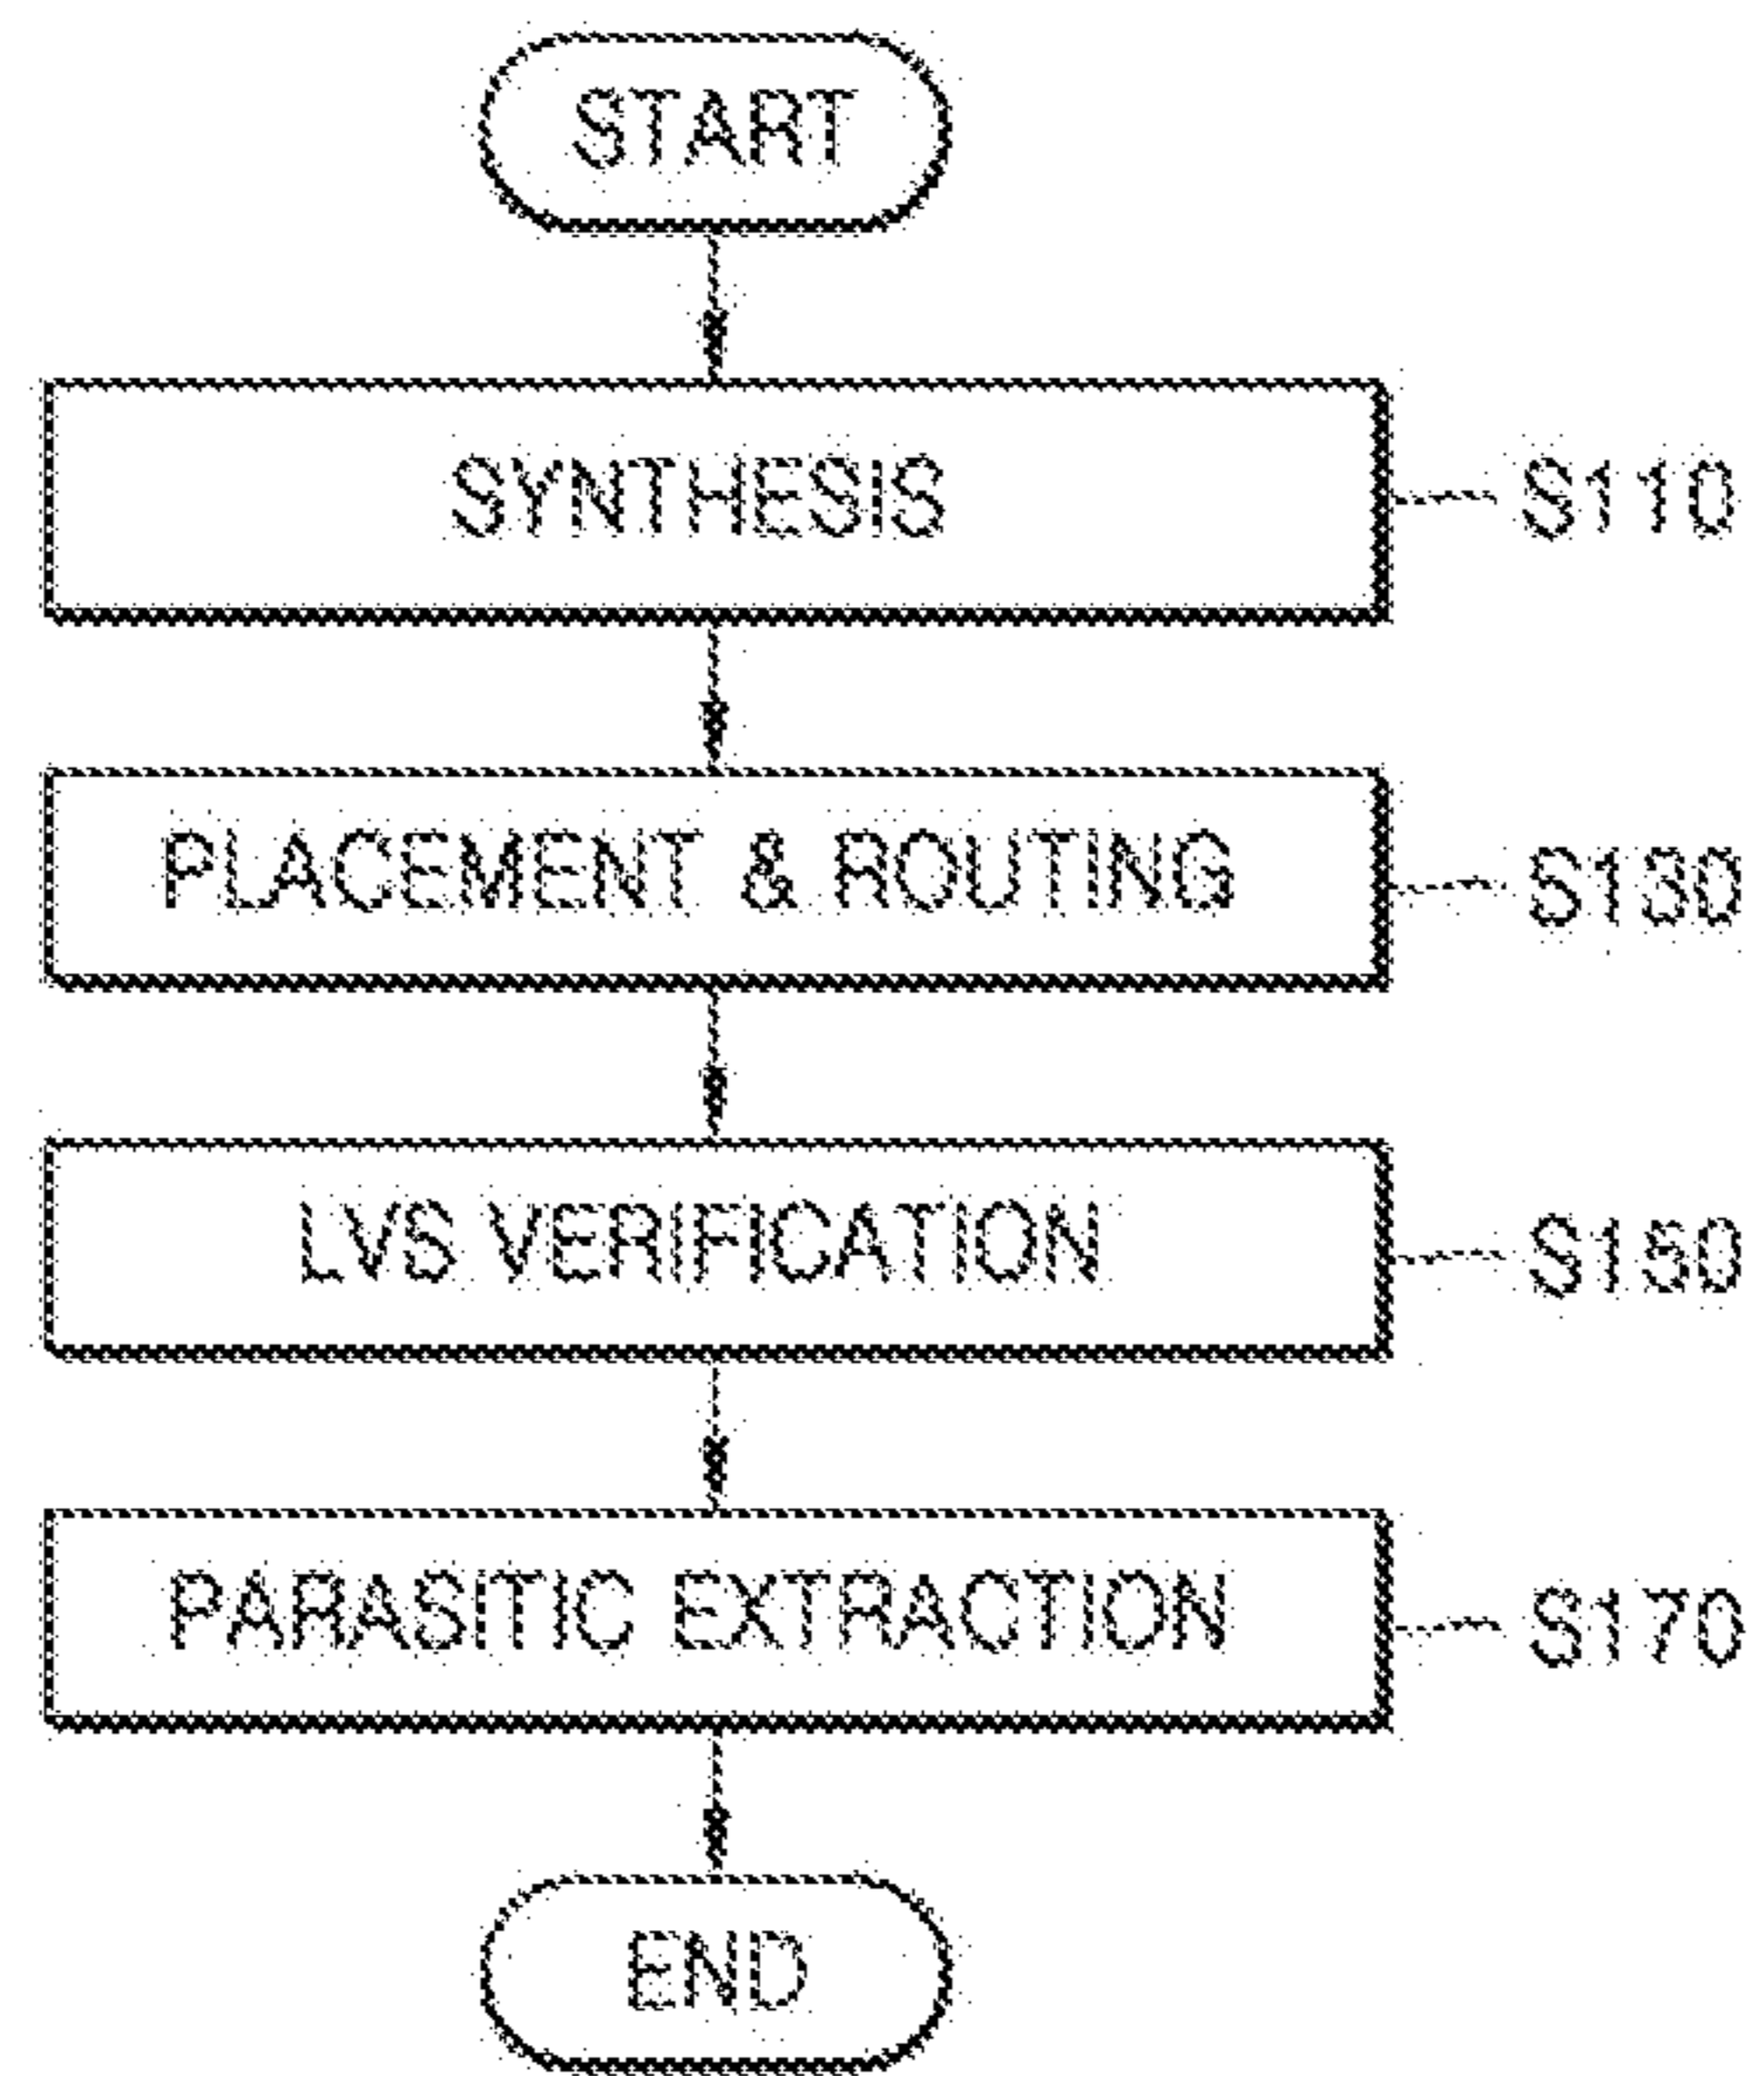 START
SYNTHESIS
S110
PLACEMENT & ROUTING
S130
LVS VERIFICATION
S150
PARASITIC EXTRACTION
S170
END